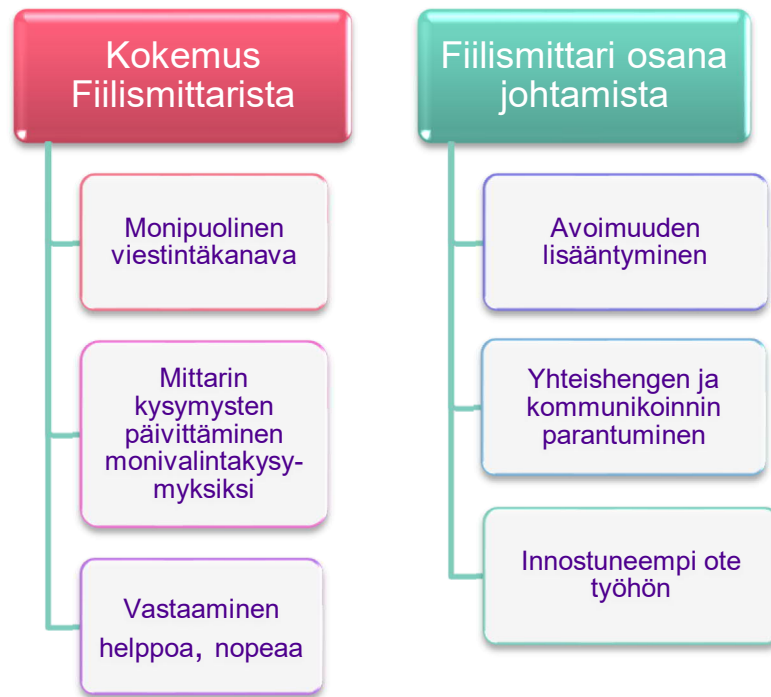 Kokemus
Fiilismittarista
Monipuolinen
viestintäkanava
Mittarin
kysymysten
päivittäminen
monivalintakysy-
myksiksi
Vastaaminen
helppoa, nopeaa
Fiilismittari osana
johtamista
Avoimuuden
lisääntyminen
Yhteishengen ja
kommunikoinnin
parantuminen
Innostuneempi ote
työhön